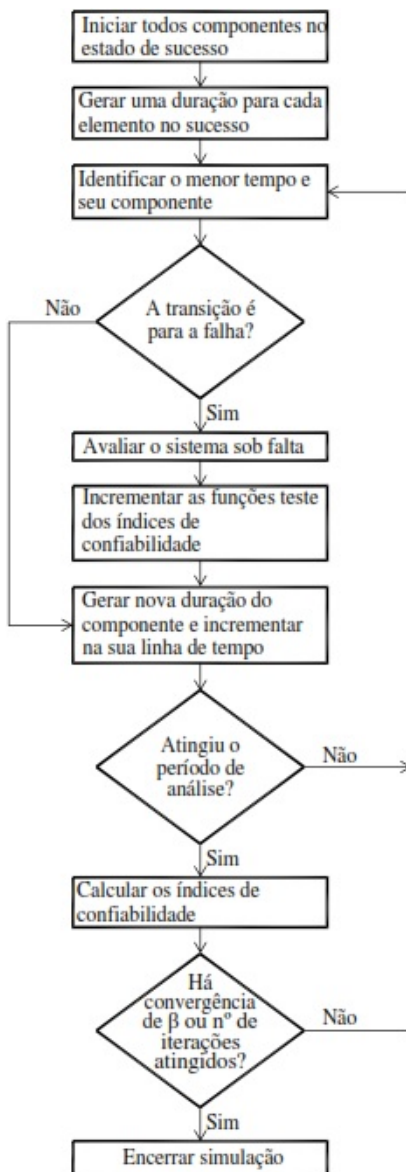 Iniciar todos componentes no
estado de sucesso
Gerar uma duração para cada
elemento no sucesso
Identificar o menor tempo e
seu componente
Não
A transição é
para a falha?
Sim
Avaliar o sistema sob falta
Incrementar as funções teste
dos índices de
confiabilidade
Gerar nova duração do
componente e incrementar
na sua linha de tempo
Atingiu o
período de
análise?
Não
Sim
Calcular os índices de
confiabilidade
Há
convergência
de β ou nº de
iterações
atingidos?
Não
Sim
Encerrar simulação